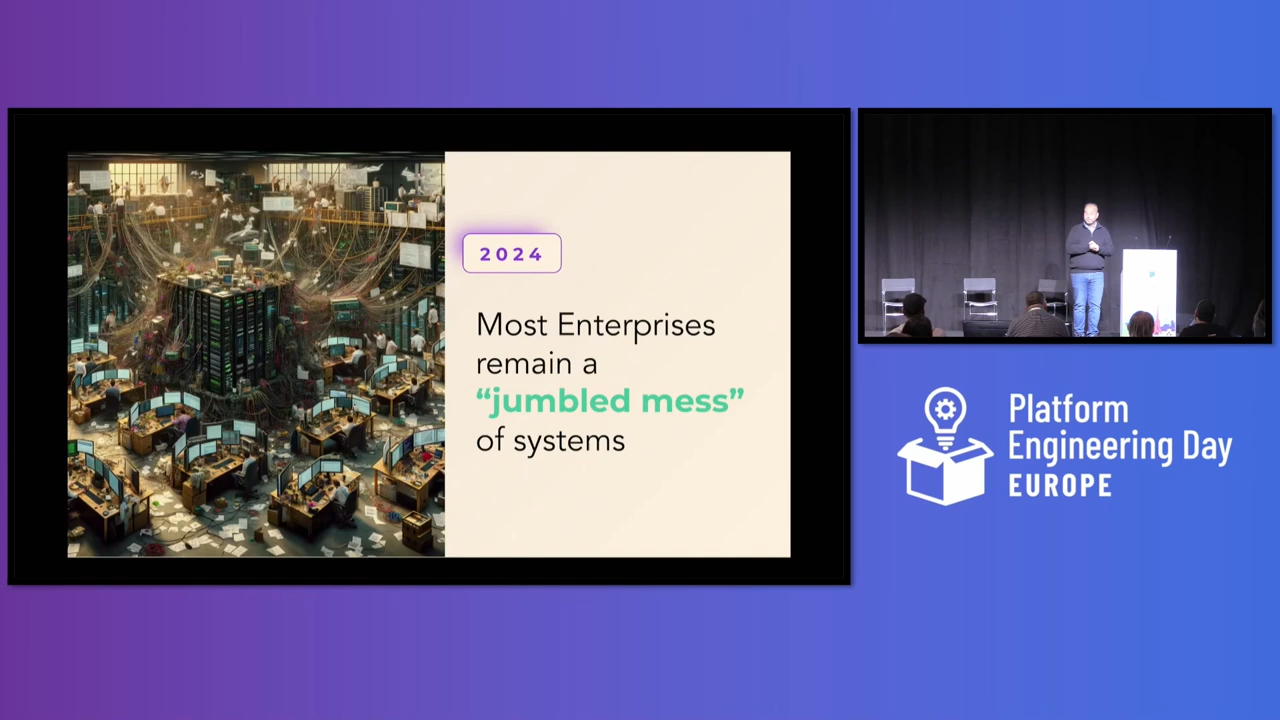 2024
Most Enterprises
remain a
“jumbled mess”
of systems
Platform
Engineering Day
EUROPE